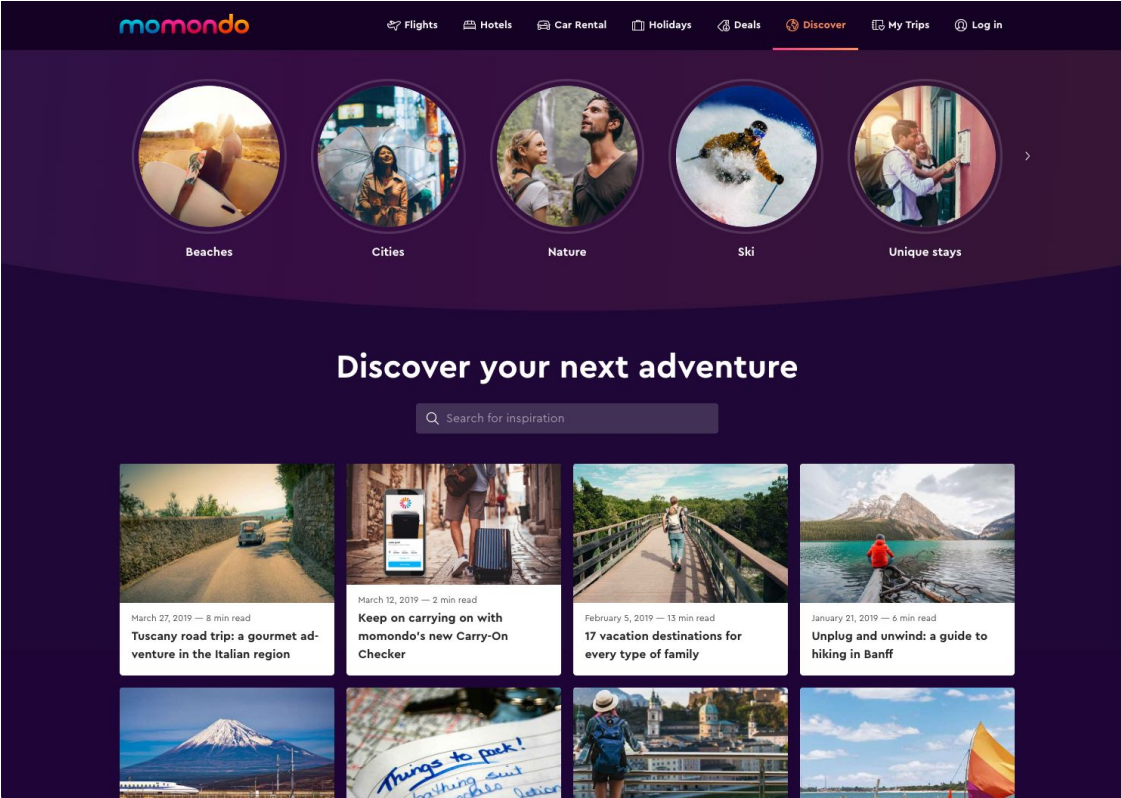 momondo
Flights
Hotels
Car Rental
Holidays
Deals
Discover
My Trips
Log in
Beaches
Cities
Nature
Ski
Unique stays
Discover your next adventure
Search for inspiration
March 27, 2019 — 8 min read
Tuscany road trip: a gourmet ad-
venture in the Italian region
March 12, 2019 — 2 min read
Keep on carrying on with
momondo's new Carry-On
Checker
February 5, 2019 — 13 min read
17 vacation destinations for
every type of family
January 21, 2019 — 6 min read
Unplug and unwind: a guide to
hiking in Banff
Things to pack!
suit